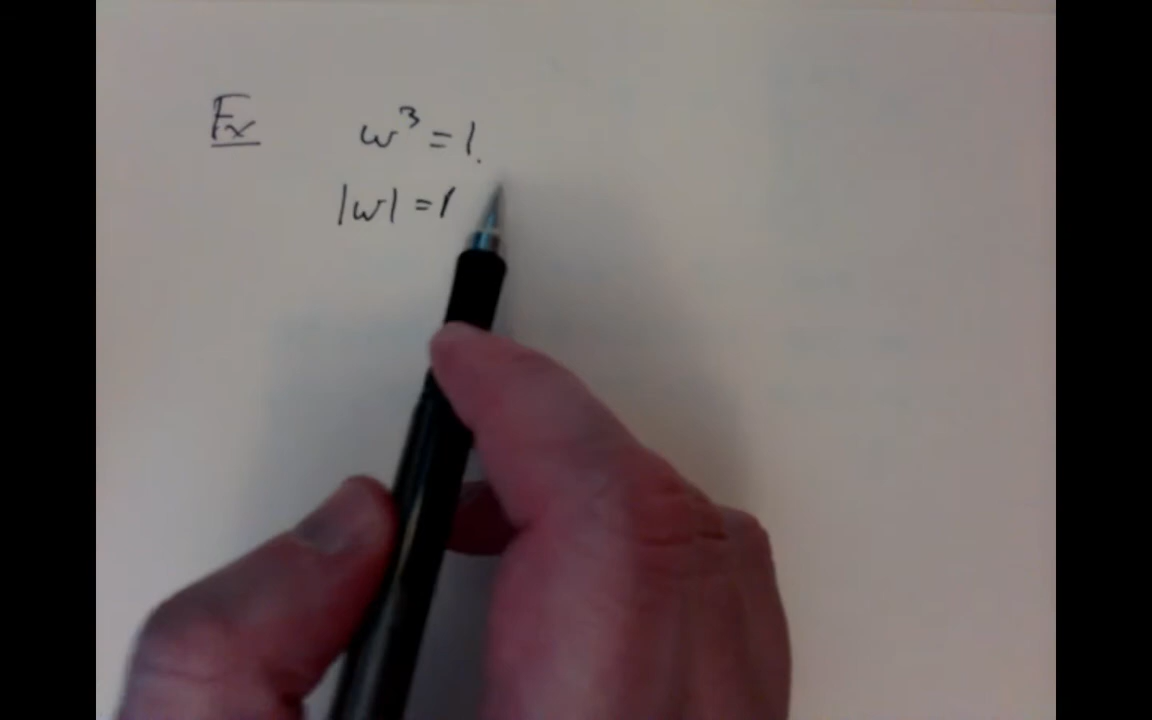 Ex w³ = 1.
|w| = 1